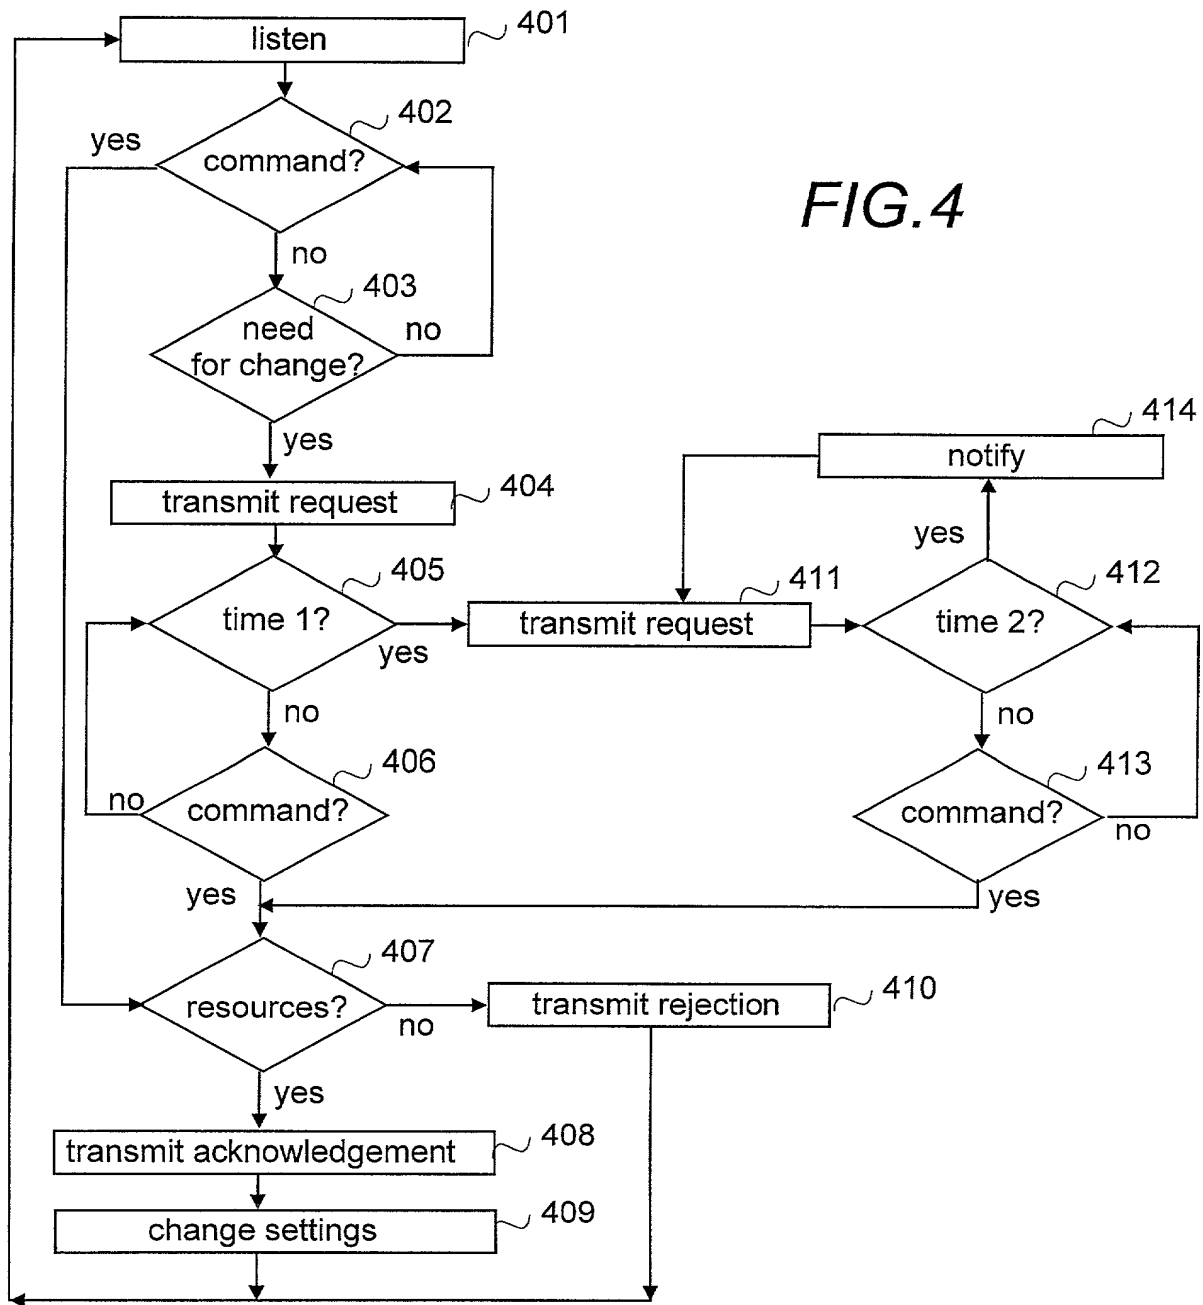 listen
401
402
yes
command?
FIG.4
no
403
need
for change?
no
yes
414
notify
transmit request
404
yes
405
time 1?
yes
411
transmit request
412
time 2?
no
no
406
command?
no
413
command?
no
yes
yes
407
resources?
no
transmit rejection
410
yes
transmit acknowledgement
408
change settings
409